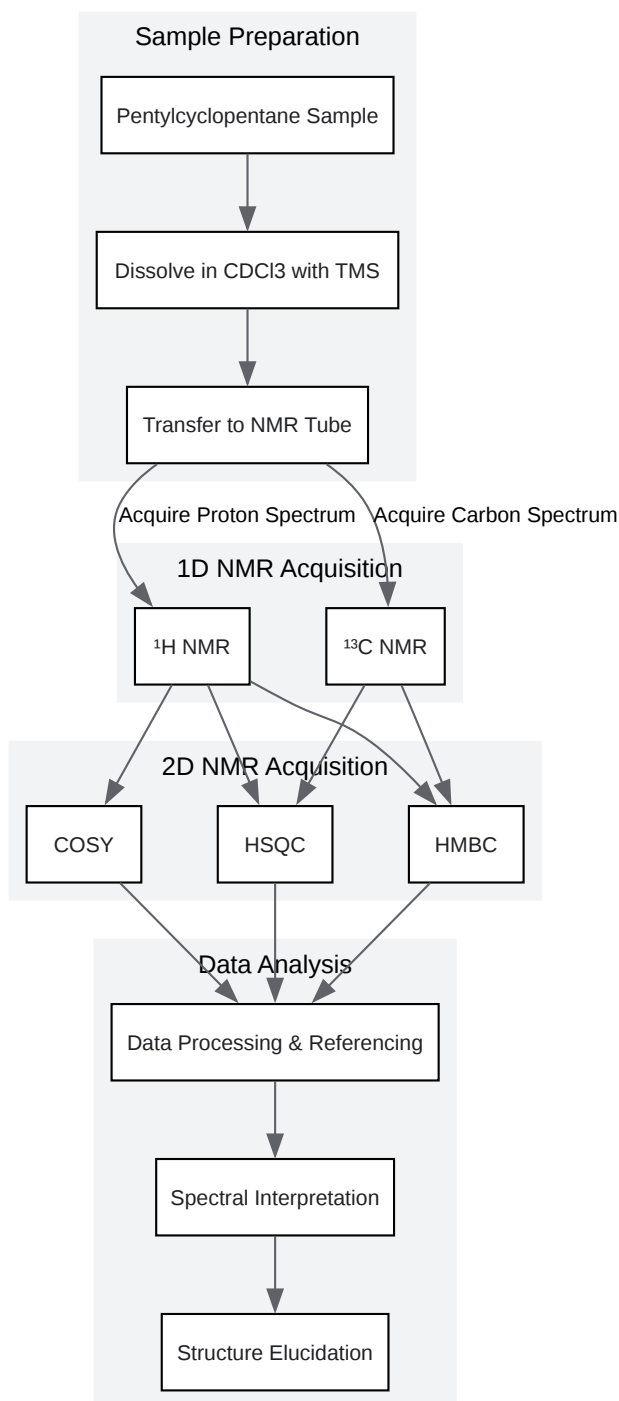 Sample Preparation
Pentylcyclopentane Sample
Dissolve in CDCl3 with TMS
Transfer to NMR Tube
Acquire Proton Spectrum
Acquire Carbon Spectrum
1D NMR Acquisition
¹H NMR
¹³C NMR
2D NMR Acquisition
COSY
HSQC
HMBC
Data Analysis
Data Processing & Referencing
Spectral Interpretation
Structure Elucidation